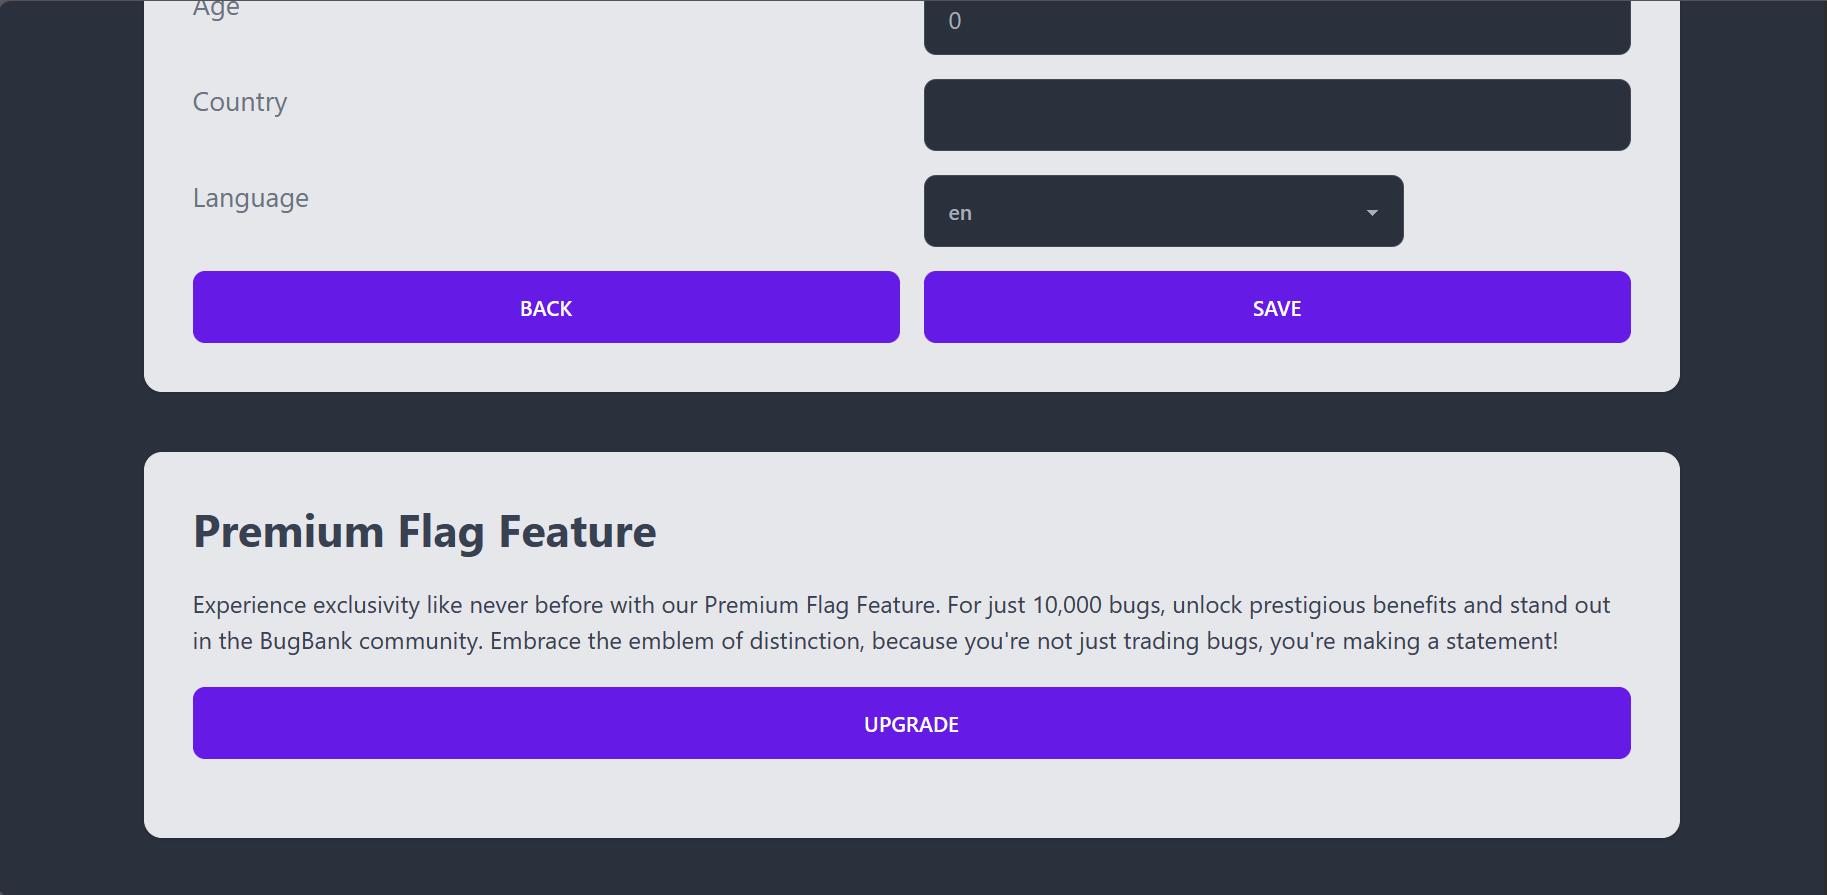 Age
0
Country
Language
en
BACK
SAVE
Premium Flag Feature
Experience exclusivity like never before with our Premium Flag Feature. For just 10,000 bugs, unlock prestigious benefits and stand out
in the BugBank community. Embrace the emblem of distinction, because you're not just trading bugs, you're making a statement!
UPGRADE